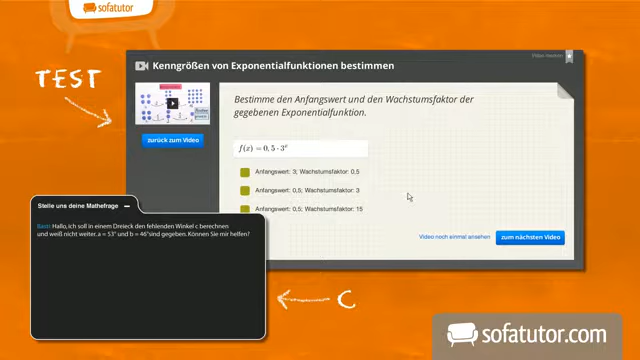 sofatutor
TEST
Kenngrößen von Exponentialfunktionen bestimmen
Video merken
Bestimme den Anfangswert und den Wachstumsfaktor der
gegebenen Exponentialfunktion.
zurück zum Video
f(x) = 0,5 · 3^x
Anfangswert: 3; Wachstumsfaktor: 0,5
Anfangswert: 0,5; Wachstumsfaktor: 3
Anfangswert: 0,5; Wachstumsfaktor: 15
Video noch einmal ansehen
zum nächsten Video
Stelle uns deine Mathefrage
Basti: Hallo, ich soll in einem Dreieck den fehlenden Winkel c berechnen
und weiß nicht weiter. a = 53° und b = 46° sind gegeben. Können Sie mir helfen?
C
sofatutor.com